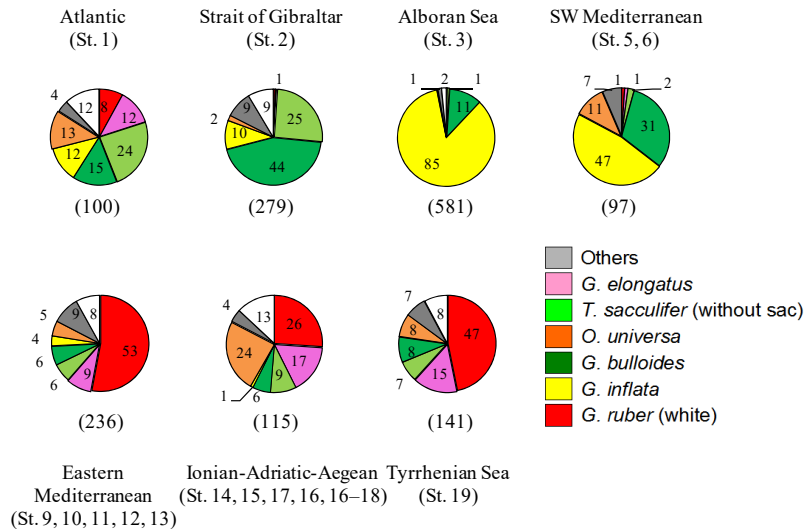 Atlantic
(St. 1)
Strait of Gibraltar
(St. 2)
Alboran Sea
(St. 3)
SW Mediterranean
(St. 5, 6)
4
12
8
12
24
15
12
13
(100)
1
9
9
25
2
10
44
(279)
1
2
1
11
85
(581)
7
1
1
2
11
31
47
(97)
5
9
8
4
53
6
6
9
(236)
4
13
26
24
17
1
6
9
(115)
7
8
8
47
8
7
15
(141)
Others
G. elongatus
T. sacculifer (without sac)
O. universa
G. bulloides
G. inflata
G. ruber (white)
Eastern
Mediterranean
(St. 9, 10, 11, 12, 13)
Ionian-Adriatic-Aegean
(St. 14, 15, 17, 16, 16–18)
Tyrrhenian Sea
(St. 19)